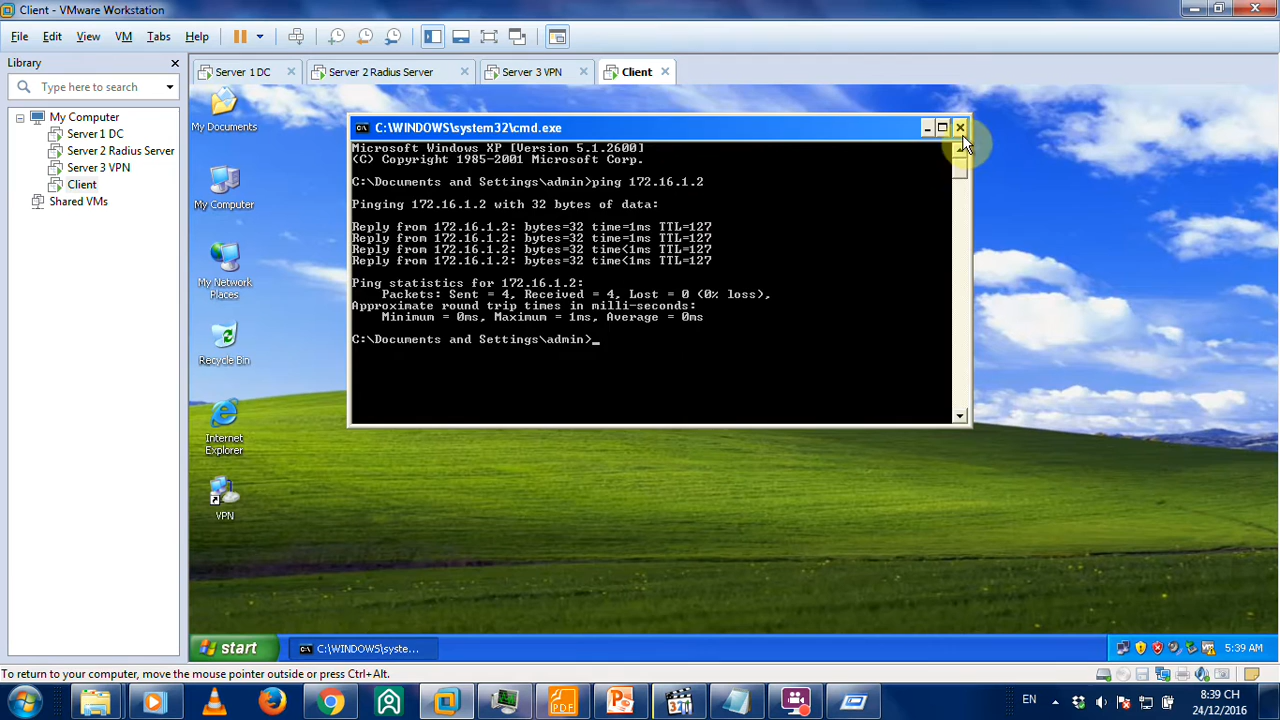 Client - VMware Workstation
File Edit View VM Tabs Help
Library
Type here to search
My Computer
Server 1 DC
Server 2 Radius Server
Server 3 VPN
Client
Shared VMs
Server 1 DC
Server 2 Radius Server
Server 3 VPN
Client
My Documents
My Computer
My Network
Places
Recycle Bin
Internet
Explorer
VPN
C:\WINDOWS\system32\cmd.exe
Microsoft Windows XP [Version 5.1.2600]
(C) Copyright 1985-2001 Microsoft Corp.
C:\Documents and Settings\admin>ping 172.16.1.2
Pinging 172.16.1.2 with 32 bytes of data:
Reply from 172.16.1.2: bytes=32 time=1ms TTL=127
Reply from 172.16.1.2: bytes=32 time=1ms TTL=127
Reply from 172.16.1.2: bytes=32 time<1ms TTL=127
Reply from 172.16.1.2: bytes=32 time<1ms TTL=127
Ping statistics for 172.16.1.2:
Packets: Sent = 4, Received = 4, Lost = 0 (0% loss),
Approximate round trip times in milli-seconds:
Minimum = 0ms, Maximum = 1ms, Average = 0ms
C:\Documents and Settings\admin>_
start
C:\WINDOWS\syste...
5:39 AM
To return to your computer, move the mouse pointer outside or press Ctrl+Alt.
PDF
321
EN
8:39 CH
24/12/2016